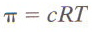 π = cRT